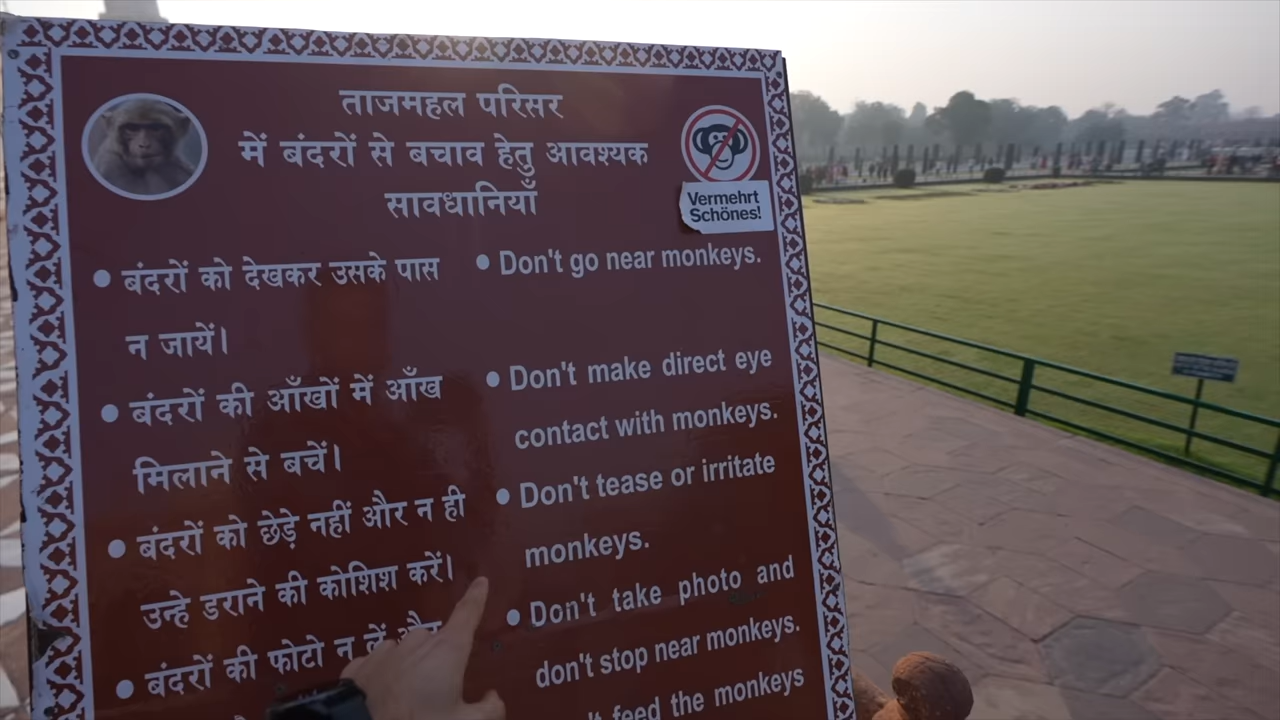 ताजमहल परिसर
में बंदरों से बचाव हेतु आवश्यक
सावधानियाँ
Vermehrt
Schönes!
• बंदरों को देखकर उसके पास
न जायें।
• बंदरों की आँखों में आँख
मिलाने से बचें।
• बंदरों को छेड़े नहीं और न ही
उन्हे डराने की कोशिश करें।
• बंदरों की फोटो न लें और
• Don't go near monkeys.
• Don't make direct eye
contact with monkeys.
• Don't tease or irritate
monkeys.
• Don't take photo and
don't stop near monkeys.
feed the monkeys